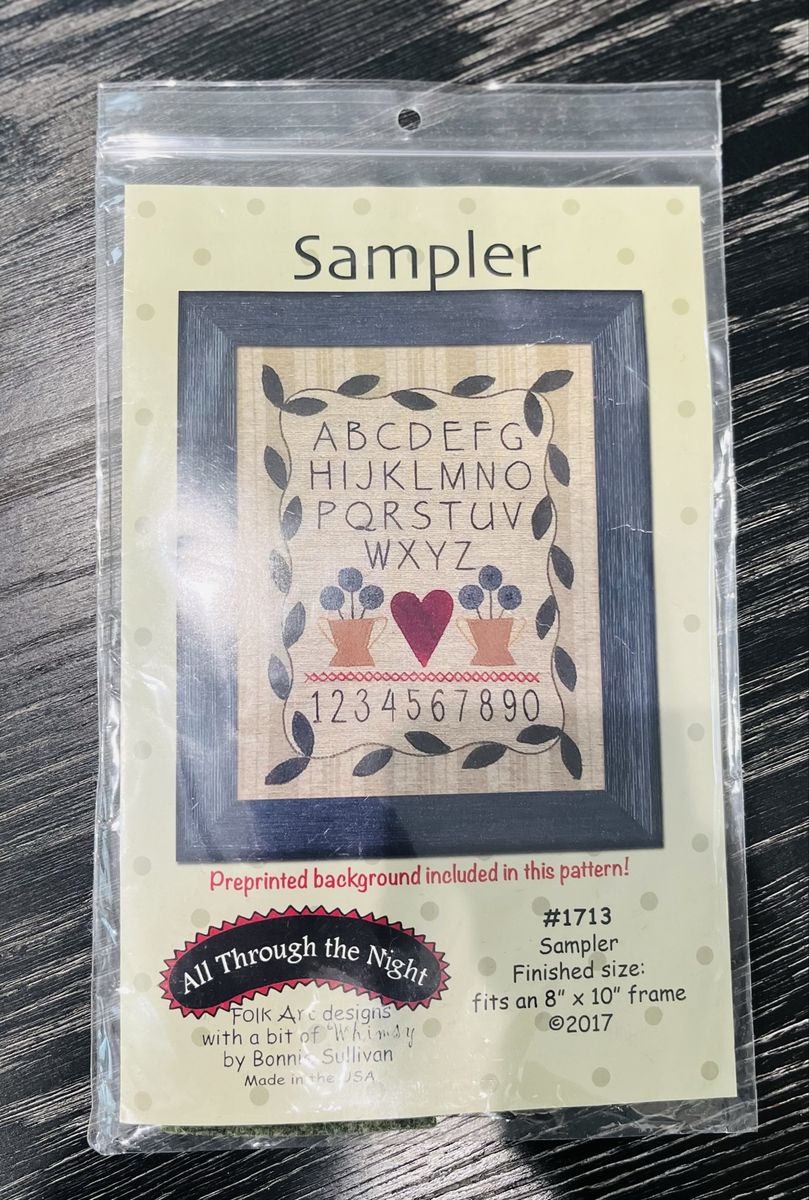 Sampler
ABCDEFG
HIJKLMNO
PQRSTUV
WXYZ
1234567890
Preprinted background included in this pattern!
All Through the Night
Folk Art designs
with a bit of Whimsy
by Bonnie Sullivan
Made in the USA
#1713
Sampler
Finished size:
fits an 8" x 10" frame
©2017